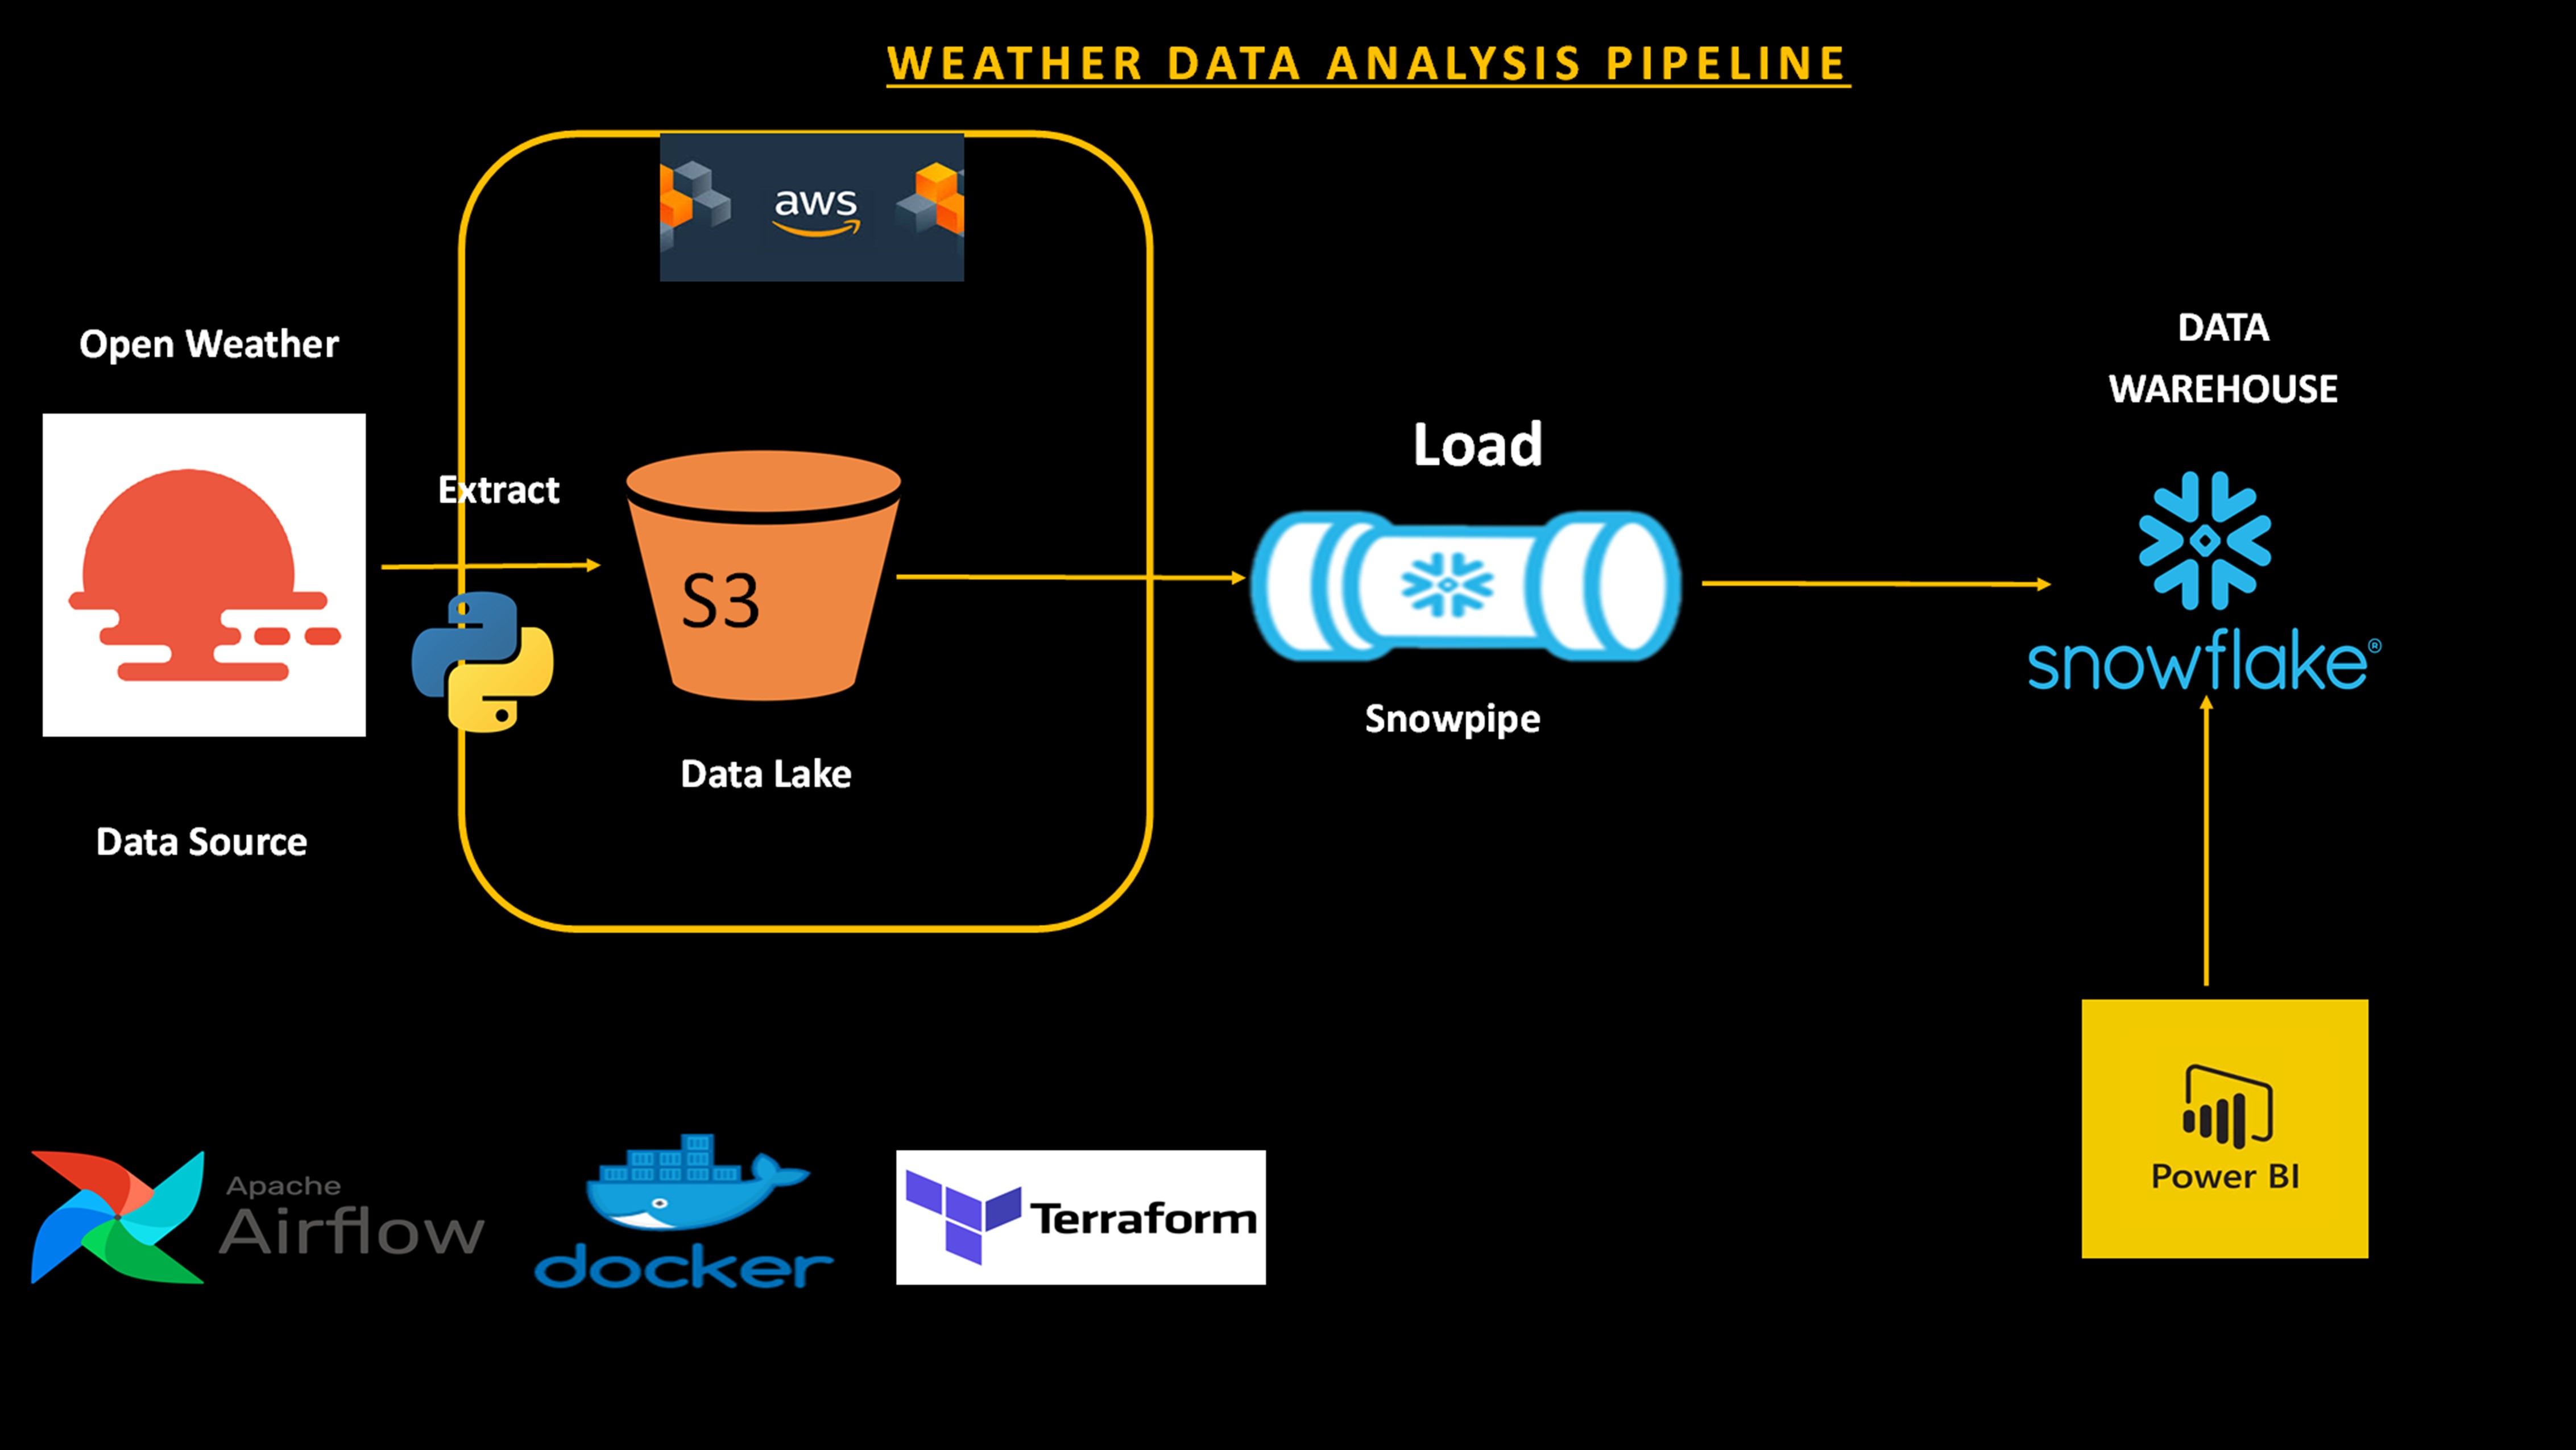 WEATHER DATA ANALYSIS PIPELINE
aws
Open Weather
Extract
S3
Data Lake
Data Source
Load
Snowpipe
DATA
WAREHOUSE
snowflake®
Apache
Airflow
docker
Terraform
Power BI